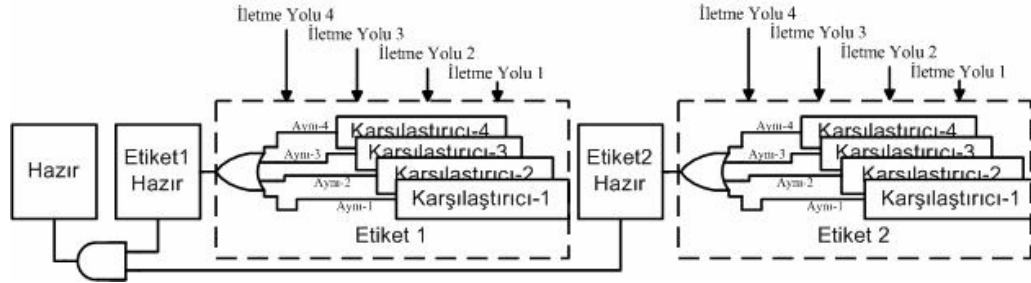 İletme Yolu 4
İletme Yolu 3
İletme Yolu 2
İletme Yolu 1
İletme Yolu 4
İletme Yolu 3
İletme Yolu 2
İletme Yolu 1
Hazır
Etiket1
Hazır
Aynı-4
Karşılaştırıcı-4
Aynı-3
Karşılaştırıcı-3
Aynı-2
Karşılaştırıcı-2
Aynı-1
Karşılaştırıcı-1
Etiket 1
Etiket2
Hazır
Aynı-4
Karşılaştırıcı-4
Aynı-3
Karşılaştırıcı-3
Aynı-2
Karşılaştırıcı-2
Aynı-1
Karşılaştırıcı-1
Etiket 2